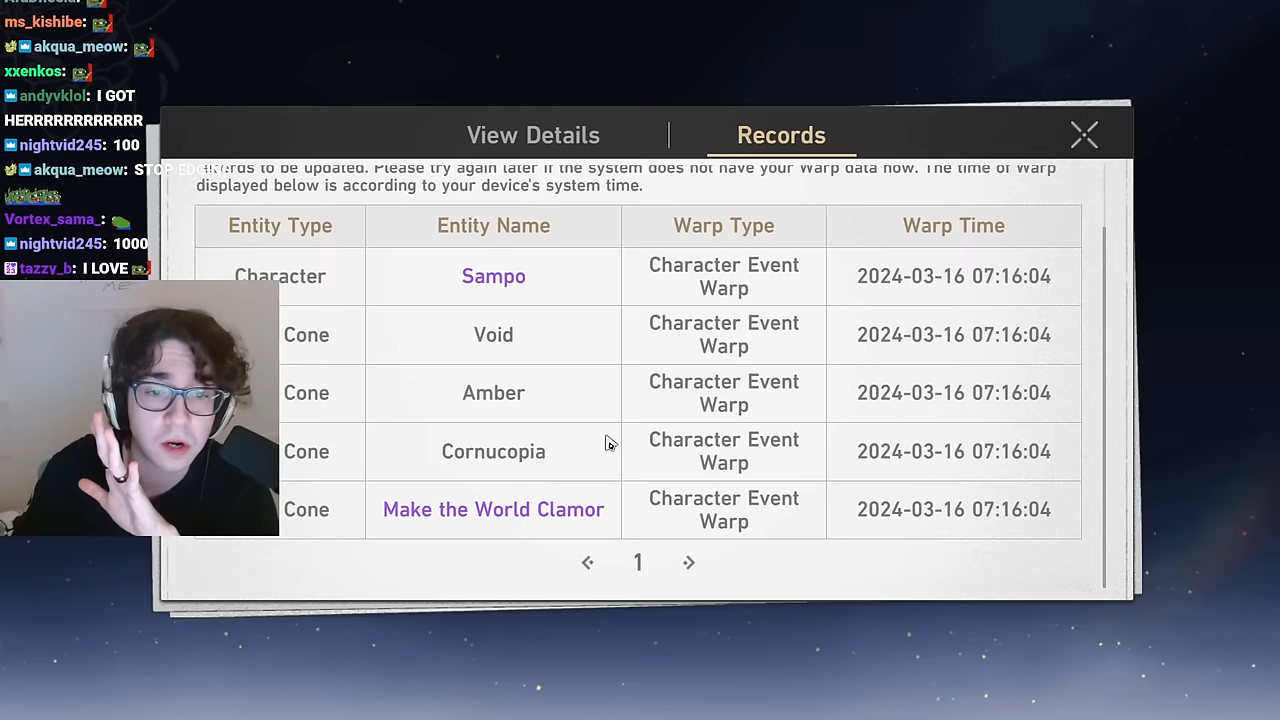 ms_kishibe:
akqua_meow:
xxenkos:
andyvklol: I GOT
HERRRRRRRRRRRR
nightvid245: 100
akqua_meow: STOP EDGING
Vortex_sama_:
nightvid245: 1000
tazzy_b: I LOVE
ME
View Details
Records
to be updated. Please try again later if the system does not have your Warp data now. The time of Warp
displayed below is according to your device's system time.
Entity Type Entity Name Warp Type Warp Time
Character Sampo Character Event Warp 2024-03-16 07:16:04
Cone Void Character Event Warp 2024-03-16 07:16:04
Cone Amber Character Event Warp 2024-03-16 07:16:04
Cone Cornucopia Character Event Warp 2024-03-16 07:16:04
Cone Make the World Clamor Character Event Warp 2024-03-16 07:16:04
1